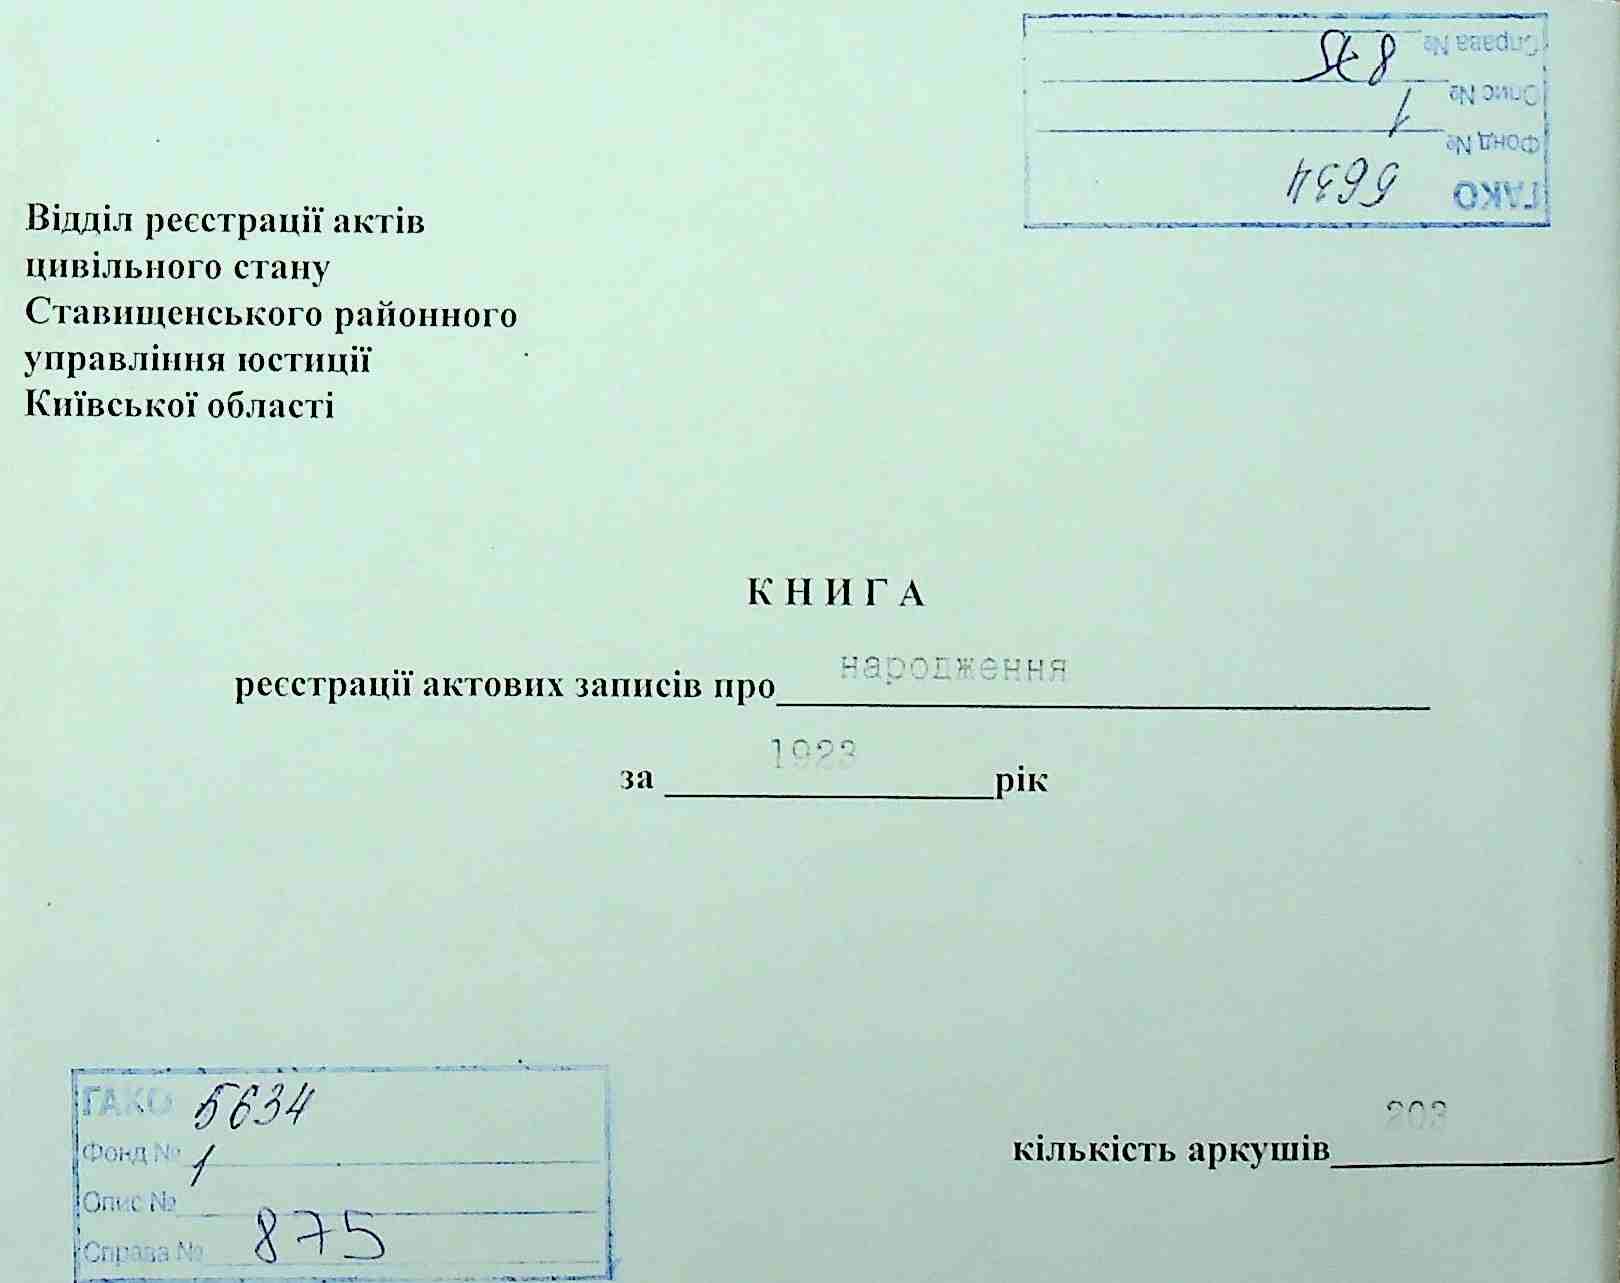 Справа № 875
Опис № 1
Фонд №
ГАКО 5634
Відділ реєстрації актів
цивільного стану
Ставищенського районного
управління юстиції
Київської області
КНИГА
реєстрації актових записів про народження
за 1923 рік
ГАКО 5634
Фонд № 1
Опис №
Справа № 875
кількість аркушів 203